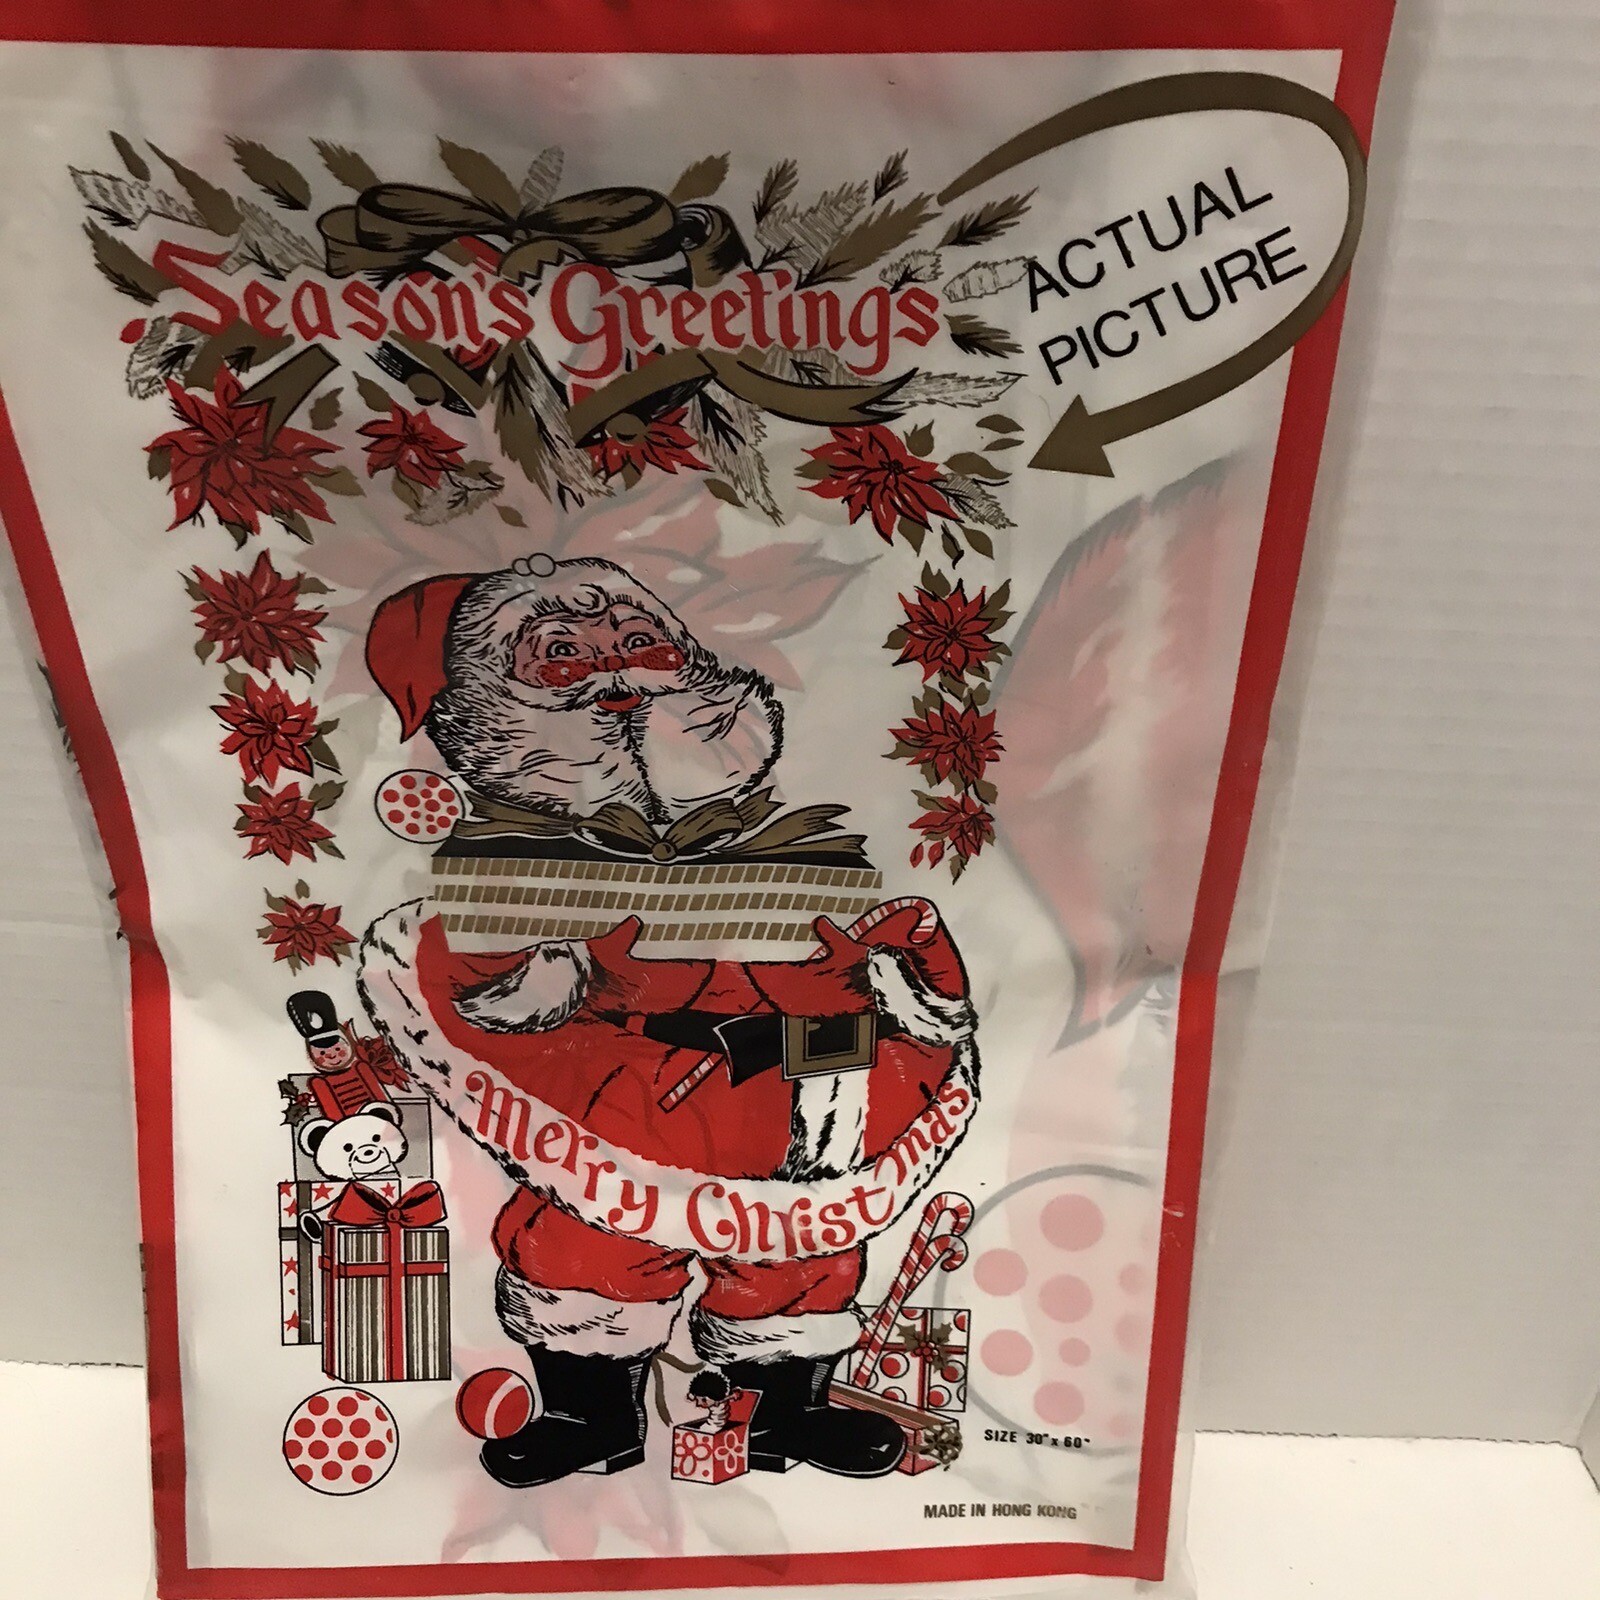 Season's Greetings
ACTUAL
PICTURE
Merry Christmas
SIZE 30" x 60"
MADE IN HONG KONG